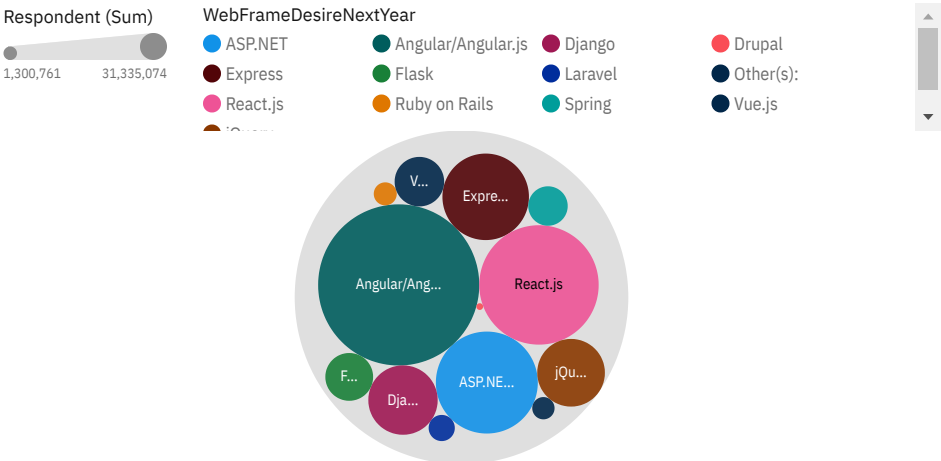 Respondent (Sum)
1,300,761 31,335,074
WebFrameDesireNextYear
ASP.NET Angular/Angular.js Django Drupal
Express Flask Laravel Other(s):
React.js Ruby on Rails Spring Vue.js
jQuery
V...
Expre...
Angular/Ang...
React.js
F...
Dja...
ASP.NE...
jQu...